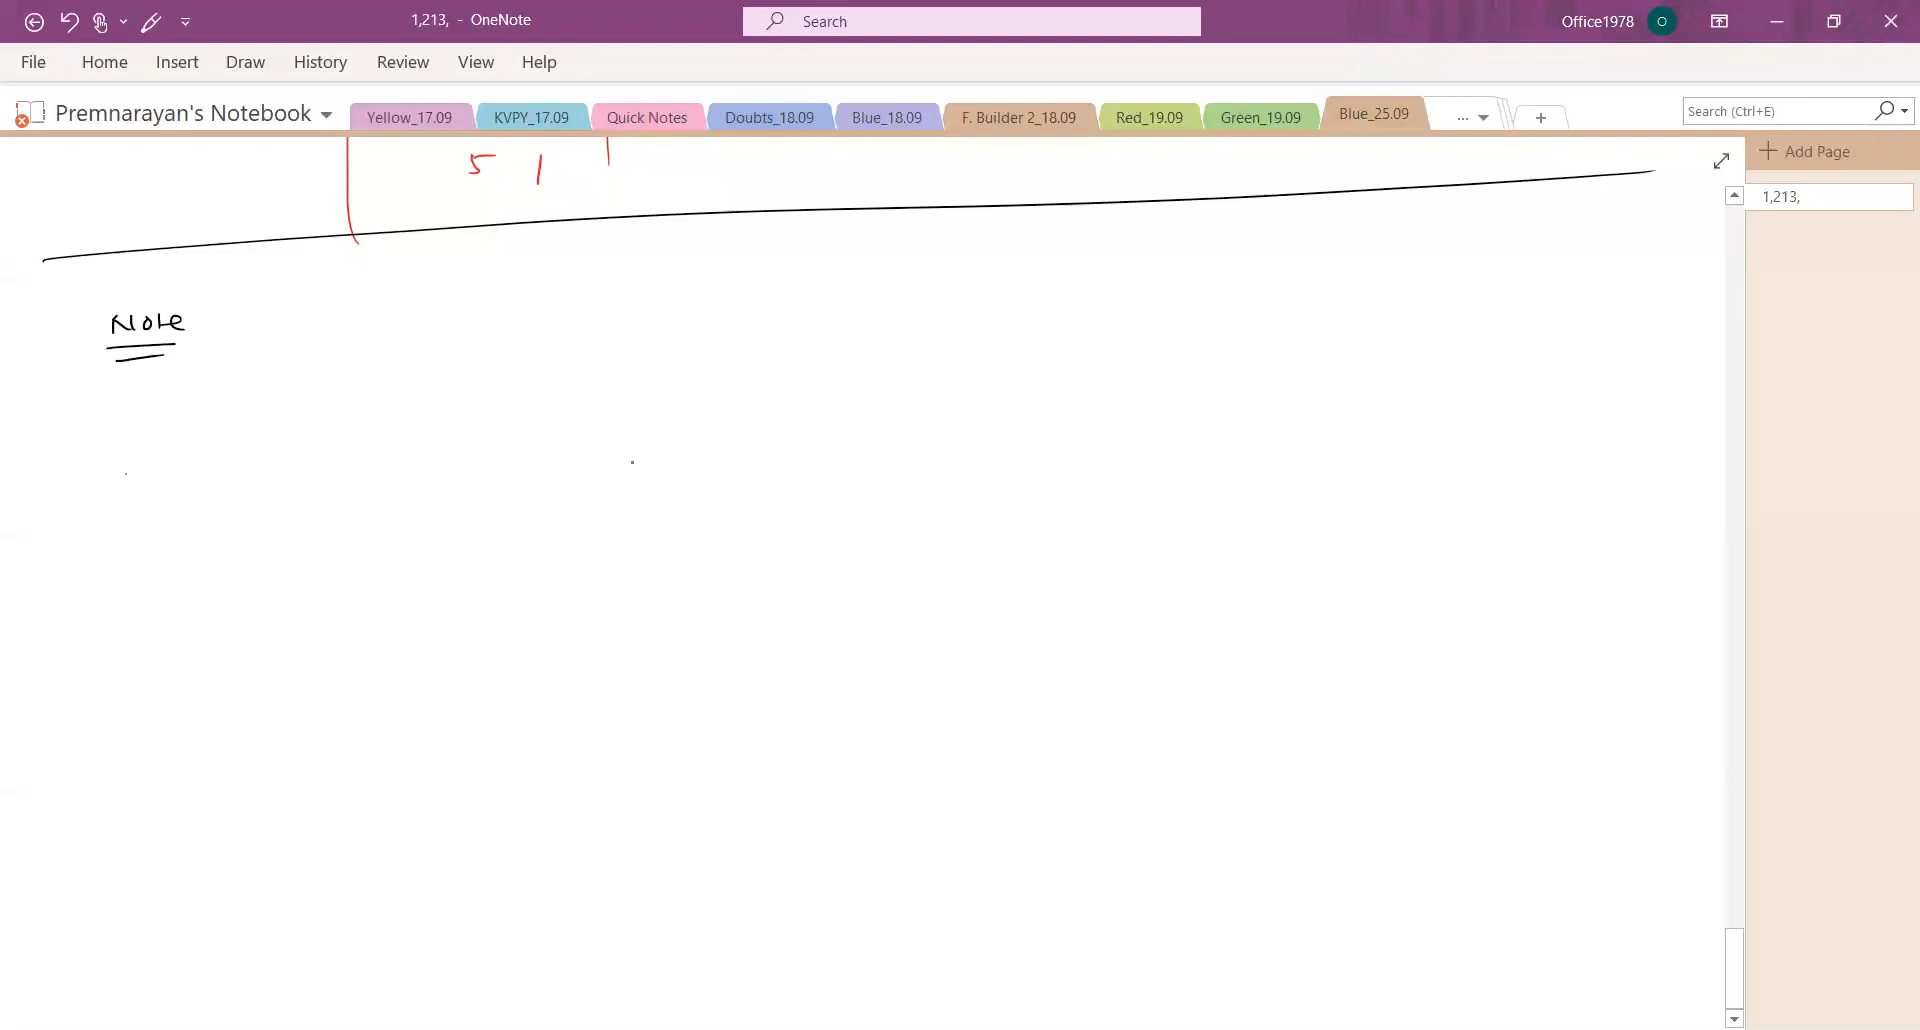 1,213, - OneNote
Search
Office1978
O
File Home Insert Draw History Review View Help
Premnarayan's Notebook
Yellow_17.09
KVPY_17.09
Quick Notes
Doubts_18.09
Blue_18.09
F. Builder 2_18.09
Red_19.09
Green_19.09
Blue_25.09
...
Search (Ctrl+E)
Add Page
1,213,
5 1
Note